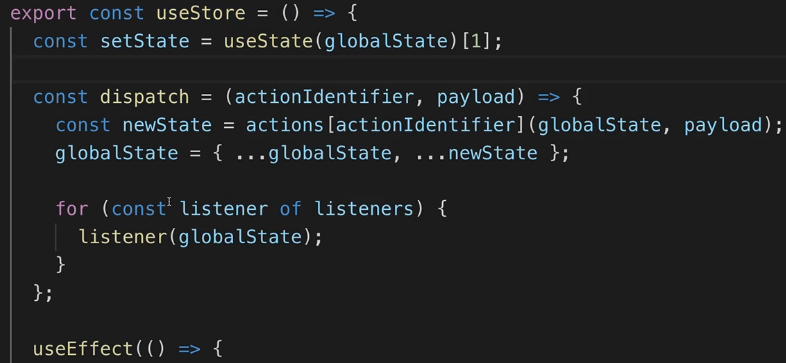 export const useStore = () => {
const setState = useState(globalState)[1];
const dispatch = (actionIdentifier, payload) => {
const newState = actions[actionIdentifier](globalState, payload);
globalState = { ...globalState, ...newState };
for (const listener of listeners) {
listener(globalState);
}
};
useEffect(() => {